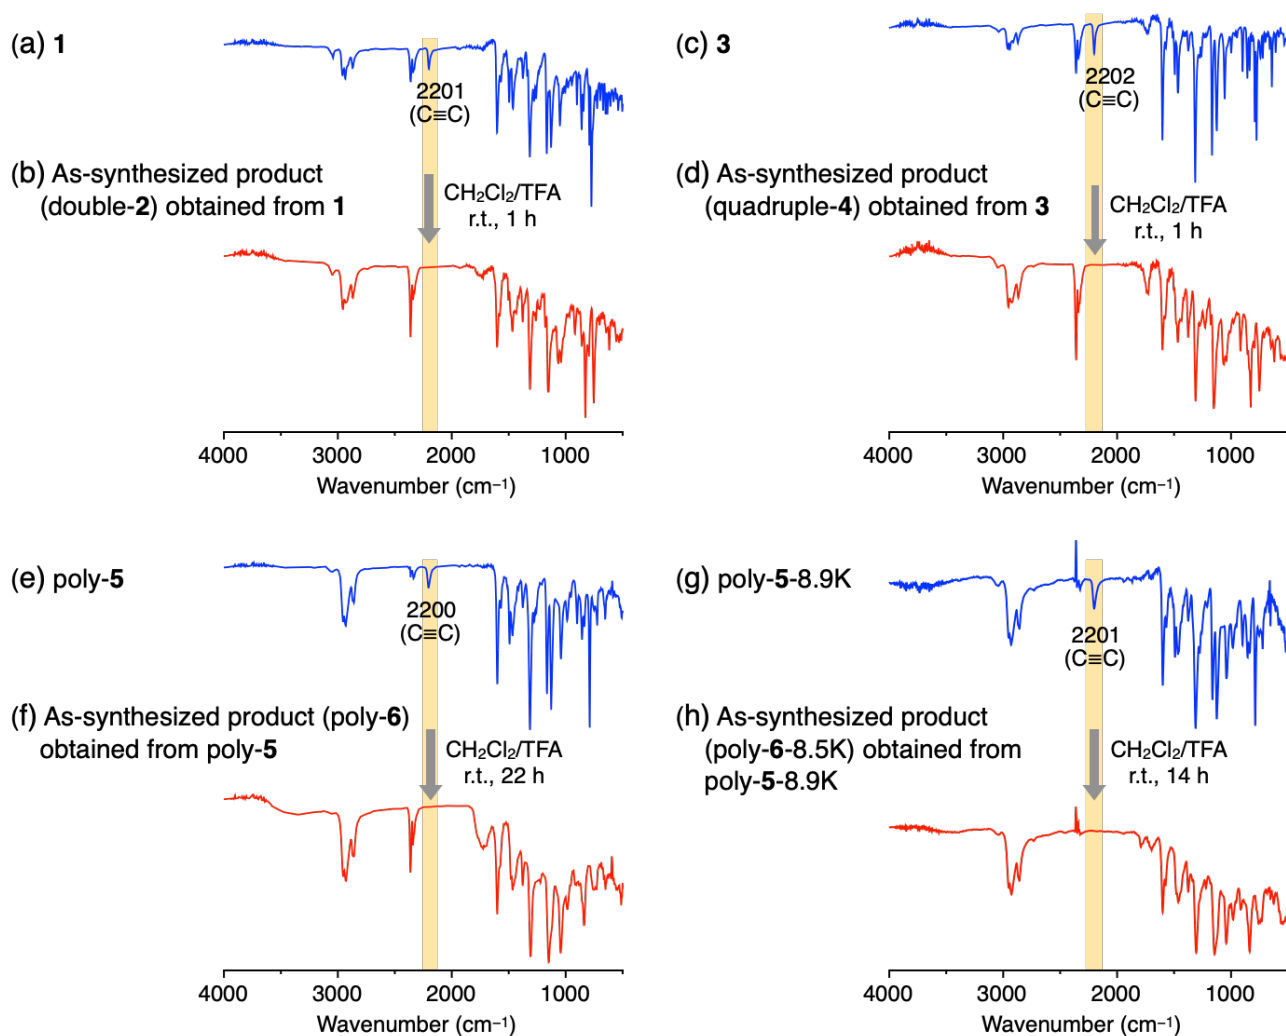 (a) 1
2201
(C≡C)
(b) As-synthesized product
(double-2) obtained from 1
CH₂Cl₂/TFA
r.t., 1 h
4000 3000 2000 1000
Wavenumber (cm⁻¹)
(c) 3
2202
(C≡C)
(d) As-synthesized product
(quadruple-4) obtained from 3
CH₂Cl₂/TFA
r.t., 1 h
4000 3000 2000 1000
Wavenumber (cm⁻¹)
(e) poly-5
2200
(C≡C)
(f) As-synthesized product (poly-6)
obtained from poly-5
CH₂Cl₂/TFA
r.t., 22 h
4000 3000 2000 1000
Wavenumber (cm⁻¹)
(g) poly-5-8.9K
2201
(C≡C)
(h) As-synthesized product
(poly-6-8.5K) obtained from
poly-5-8.9K
CH₂Cl₂/TFA
r.t., 14 h
4000 3000 2000 1000
Wavenumber (cm⁻¹)